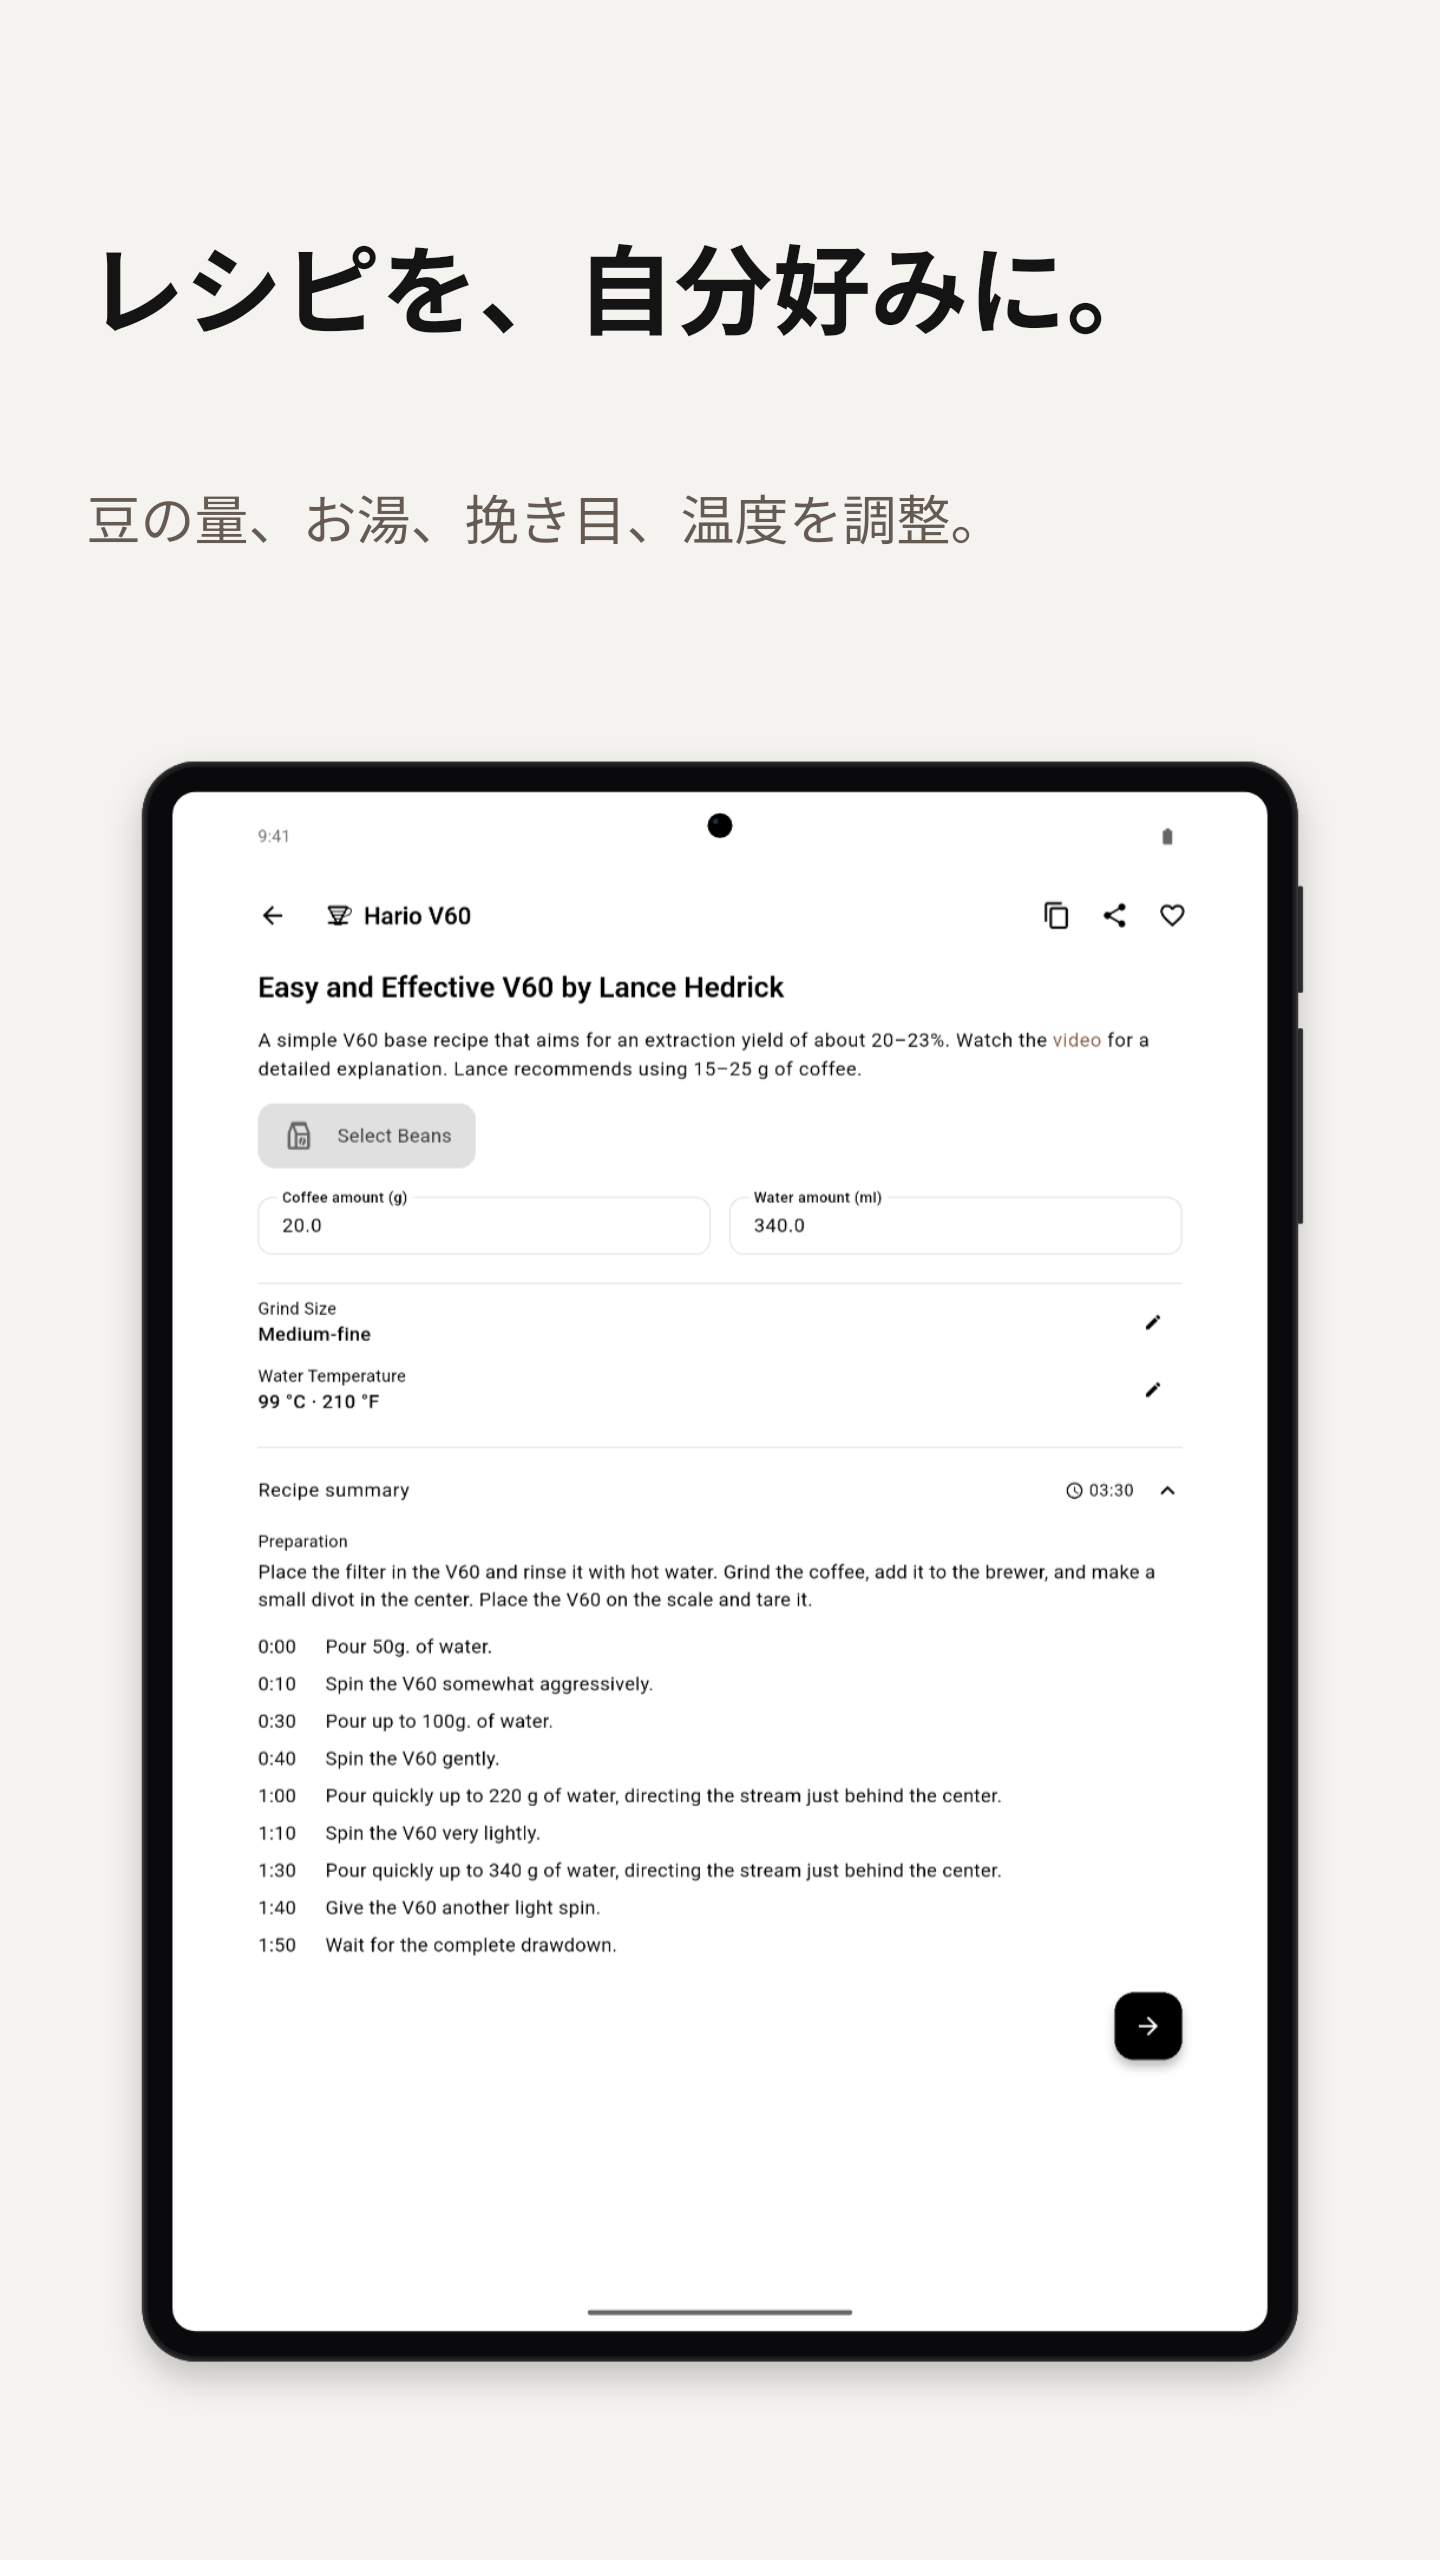 レシピを、自分好みに。
豆の量、お湯、挽き目、温度を調整。
9:41
Hario V60
Easy and Effective V60 by Lance Hedrick
A simple V60 base recipe that aims for an extraction yield of about 20–23%. Watch the video for a
detailed explanation. Lance recommends using 15–25 g of coffee.
Select Beans
Coffee amount (g)
20.0
Water amount (ml)
340.0
Grind Size
Medium-fine
Water Temperature
99 °C · 210 °F
Recipe summary
03:30
Preparation
Place the filter in the V60 and rinse it with hot water. Grind the coffee, add it to the brewer, and make a
small divot in the center. Place the V60 on the scale and tare it.
0:00 Pour 50g. of water.
0:10 Spin the V60 somewhat aggressively.
0:30 Pour up to 100g. of water.
0:40 Spin the V60 gently.
1:00 Pour quickly up to 220 g of water, directing the stream just behind the center.
1:10 Spin the V60 very lightly.
1:30 Pour quickly up to 340 g of water, directing the stream just behind the center.
1:40 Give the V60 another light spin.
1:50 Wait for the complete drawdown.